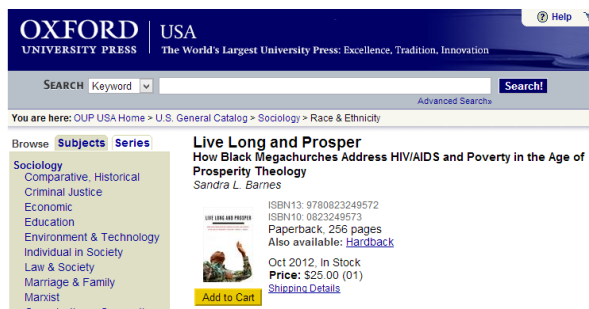 Help
OXFORD
UNIVERSITY PRESS
USA
The World's Largest University Press: Excellence, Tradition, Innovation
SEARCH Keyword Search!
Advanced Search»
You are here: OUP USA Home > U.S. General Catalog > Sociology > Race & Ethnicity
Browse Subjects Series
Sociology
Comparative, Historical
Criminal Justice
Economic
Education
Environment & Technology
Individual in Society
Law & Society
Marriage & Family
Marxist
Live Long and Prosper
How Black Megachurches Address HIV/AIDS and Poverty in the Age of
Prosperity Theology
Sandra L. Barnes
LIVE LONG AND PROSPER
ISBN13: 9780823249572
ISBN10: 0823249573
Paperback, 256 pages
Also available: Hardback
Oct 2012, In Stock
Price: $25.00 (01)
Shipping Details
Add to Cart